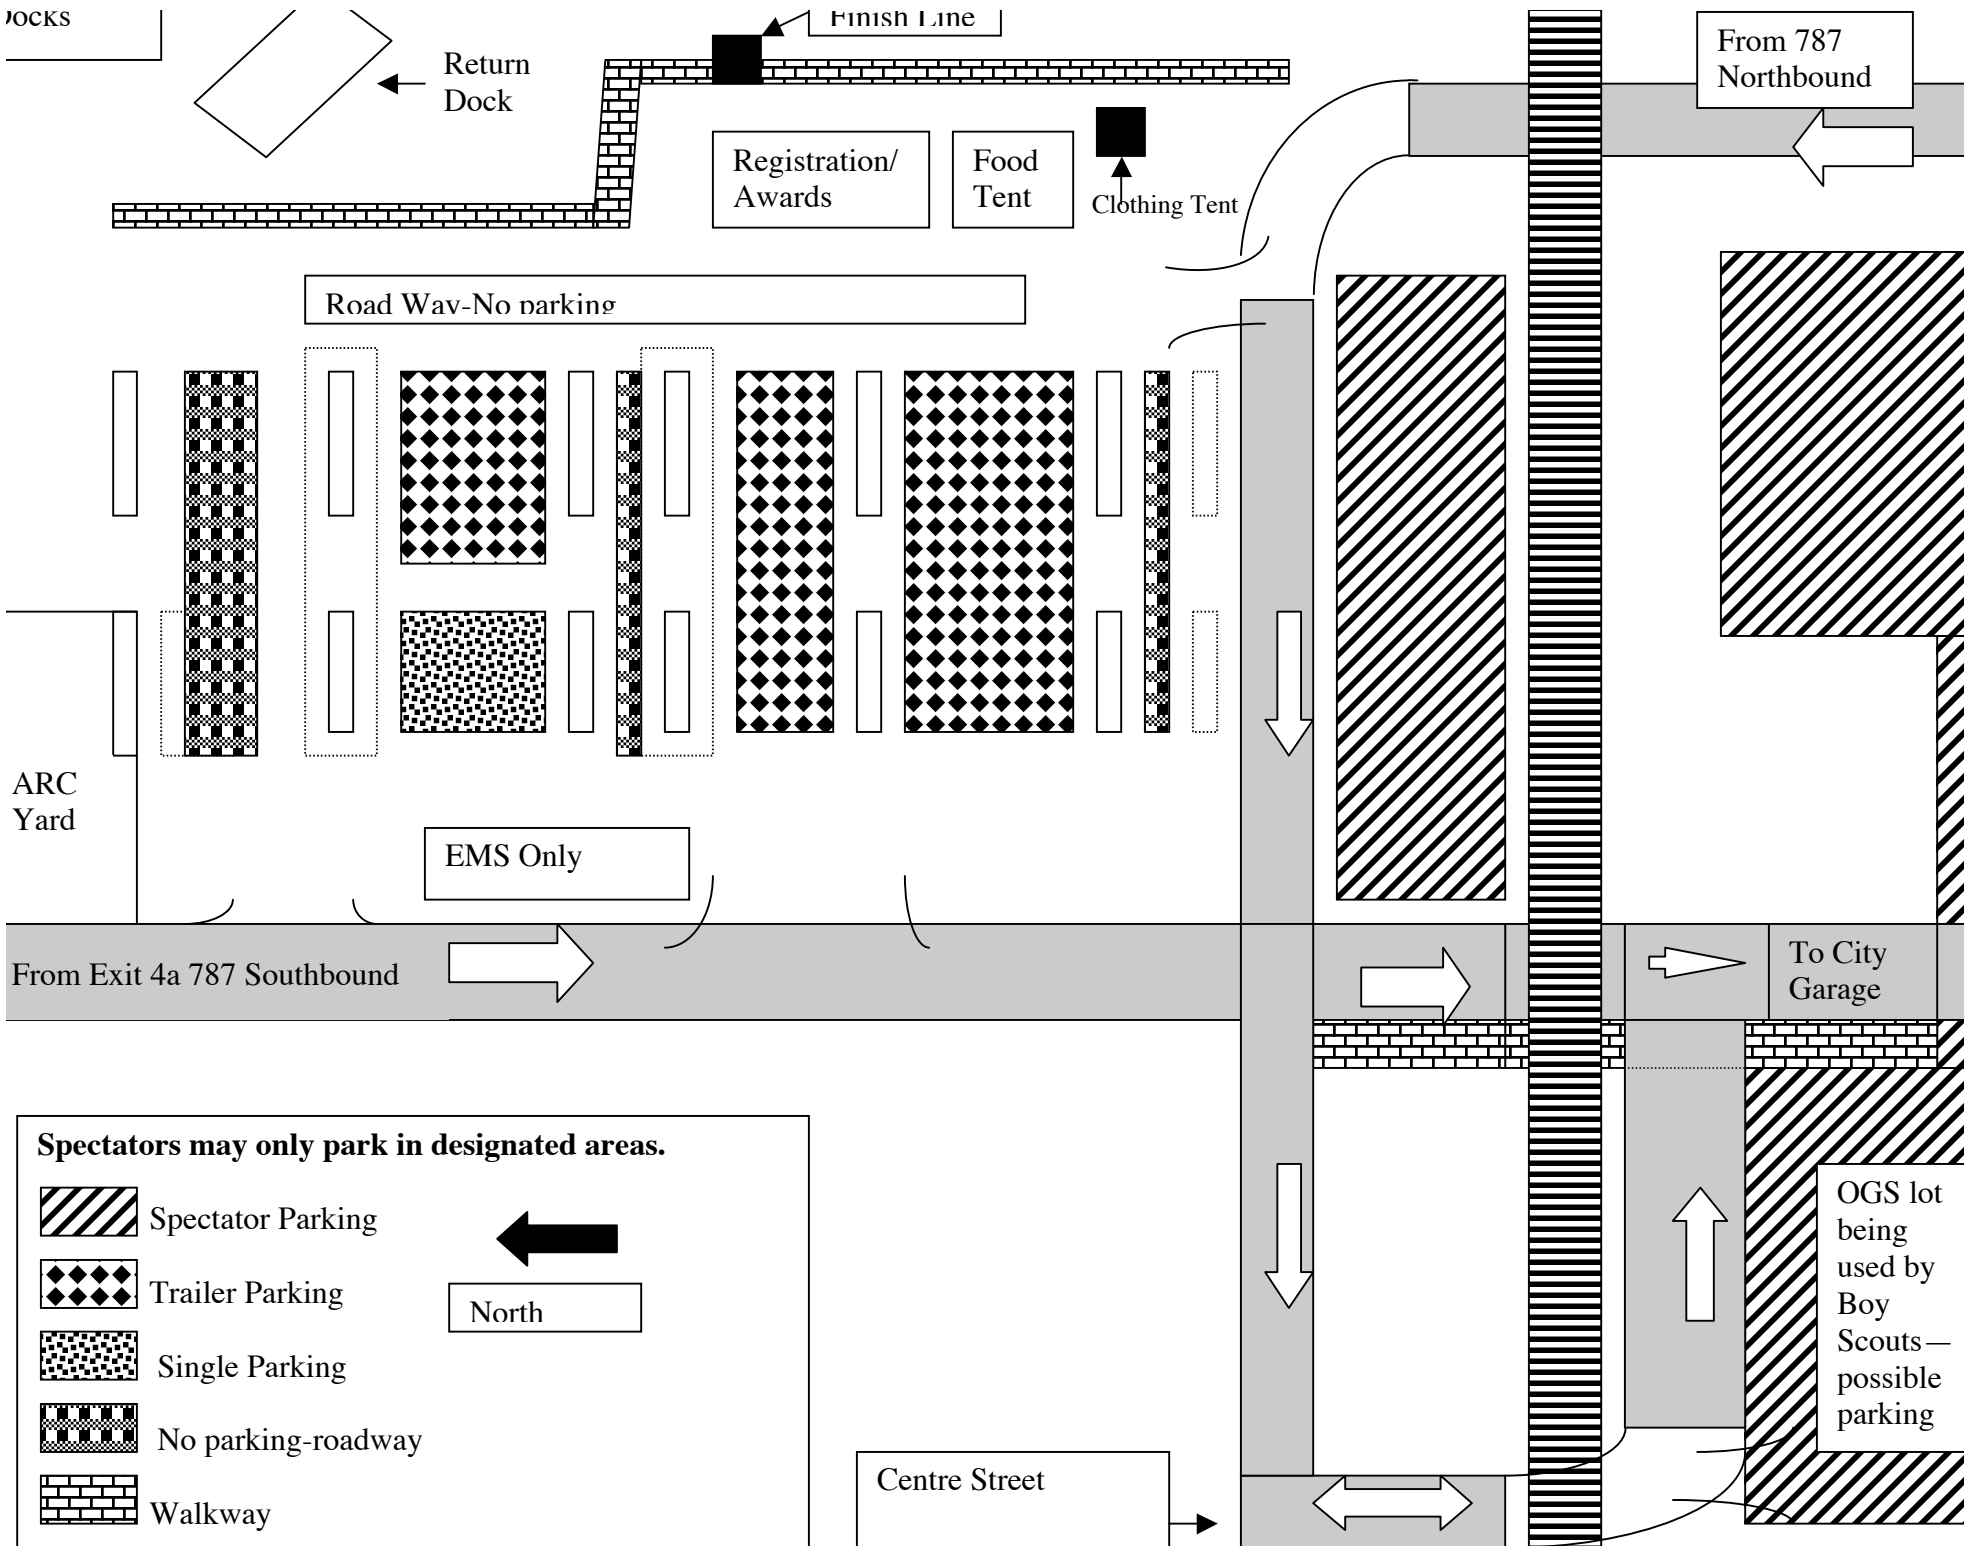 Docks
Finish Line
Return
Dock
From 787
Northbound
Registration/
Awards
Food
Tent
Clothing Tent
Road Way-No parking
ARC
Yard
EMS Only
From Exit 4a 787 Southbound
To City
Garage
Spectators may only park in designated areas.
Spectator Parking
Trailer Parking
North
Single Parking
No parking-roadway
Walkway
OGS lot
being
used by
Boy
Scouts—
possible
parking
Centre Street